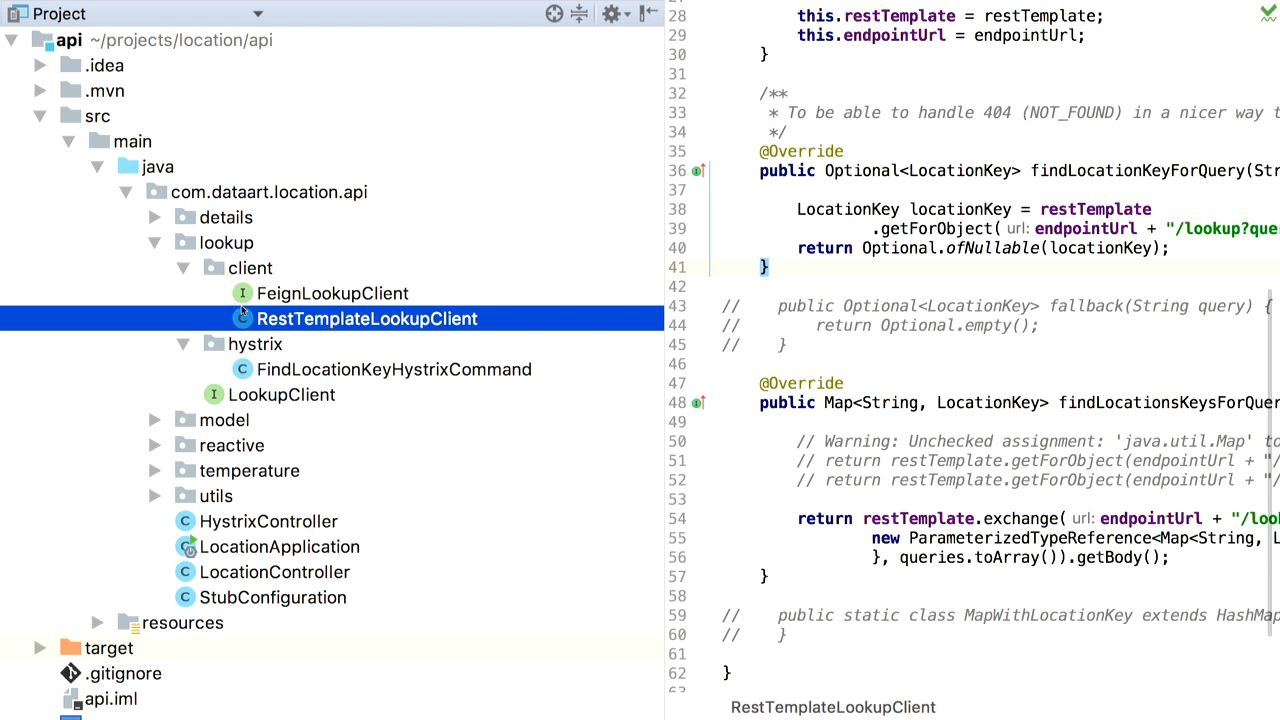 Project
api ~/projects/location/api
.idea
.mvn
src
main
java
com.dataart.location.api
details
lookup
client
I FeignLookupClient
C RestTemplateLookupClient
hystrix
C FindLocationKeyHystrixCommand
I LookupClient
model
reactive
temperature
utils
C HystrixController
C LocationApplication
C LocationController
C StubConfiguration
resources
target
.gitignore
api.iml
28 this.restTemplate = restTemplate;
29 this.endpointUrl = endpointUrl;
30 }
31
32 /**
33 * To be able to handle 404 (NOT_FOUND) in a nicer way t
34 */
35 @Override
36 public Optional<LocationKey> findLocationKeyForQuery(Str
37
38 LocationKey locationKey = restTemplate
39 .getForObject( url: endpointUrl + "/lookup?que
40 return Optional.ofNullable(locationKey);
41 }
42
43 // public Optional<LocationKey> fallback(String query) {
44 // return Optional.empty();
45 // }
46
47 @Override
48 public Map<String, LocationKey> findLocationsKeysForQuer
49
50 // Warning: Unchecked assignment: 'java.util.Map' to
51 // return restTemplate.getForObject(endpointUrl + "/
52 // return restTemplate.getForObject(endpointUrl + "/
53
54 return restTemplate.exchange( url: endpointUrl + "/loo
55 new ParameterizedTypeReference<Map<String, L
56 }, queries.toArray()).getBody();
57 }
58
59 // public static class MapWithLocationKey extends HashMap
60 // }
61
62 }
63
RestTemplateLookupClient